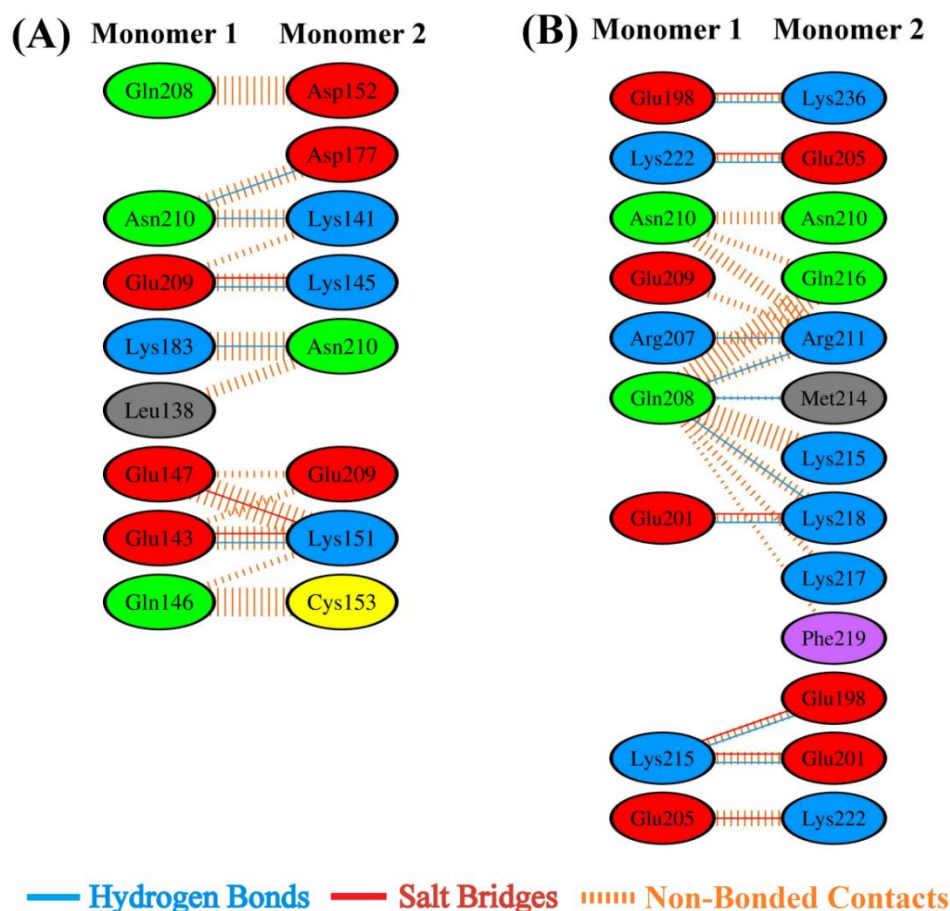 (A) Monomer 1 Monomer 2
Gln208 Asp152
Asp177
Asn210 Lys141
Glu209 Lys145
Lys183 Asn210
Leu138
Glu147 Glu209
Glu143 Lys151
Gln146 Cys153
(B) Monomer 1 Monomer 2
Glu198 Lys236
Lys222 Glu205
Asn210 Asn210
Glu209 Gln216
Arg207 Arg211
Gln208 Met214
Lys215
Glu201 Lys218
Lys217
Phe219
Glu198
Lys215 Glu201
Glu205 Lys222
Hydrogen Bonds Salt Bridges Non-Bonded Contacts